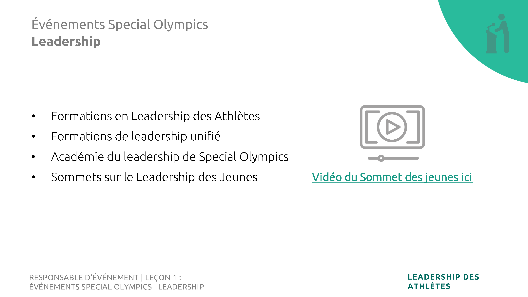 Événements Special Olympics
Leadership
• Formations en Leadership des Athlètes
• Formations de leadership unifié
• Académie du leadership de Special Olympics
• Sommets sur le Leadership des Jeunes
Vidéo du Sommet des jeunes ici
RESPONSABLE D'ÉVÉNEMENT | LEÇON 1 :
ÉVÉNEMENTS SPECIAL OLYMPICS - LEADERSHIP
LEADERSHIP DES
ATHLÈTES